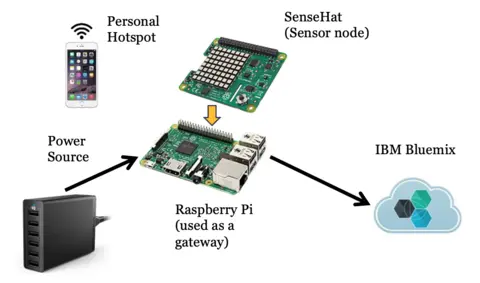 Personal
Hotspot
SenseHat
(Sensor node)
Power
Source
IBM Bluemix
Raspberry Pi
(used as a
gateway)